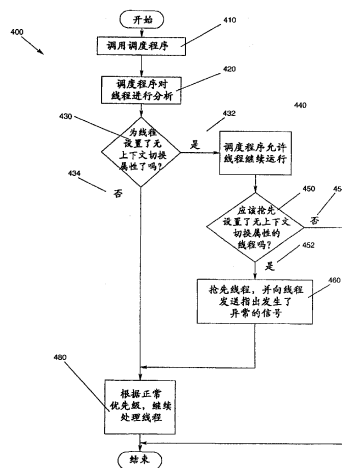 开始
400
410
调用调度程序
420
调度程序对
线程进行分析
430
432
440
为线程
设置了无
上下文切换
属性了吗?
是
调度程序允许
线程继续运行
434
否
450
45
应该抢先
设置了无上下文
切换属性的
线程吗?
否
452
是
460
抢先线程,并向线程
发送指出发生了
异常的信号
480
根据正常
优先级,继续
处理线程
结束